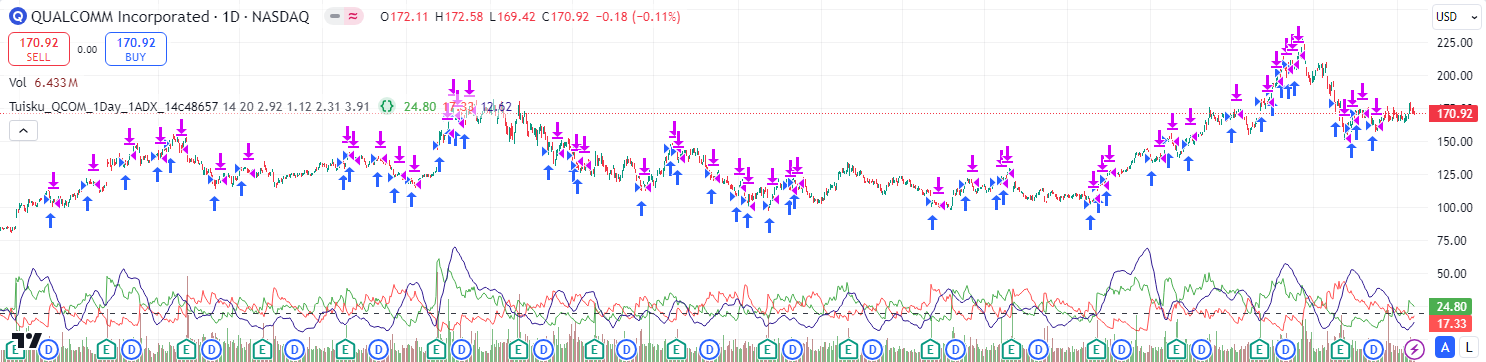 QUALCOMM Incorporated · 1D · NASDAQ O172.11 H172.58 L169.42 C170.92 −0.18 (−0.11%)
USD
170.92 SELL
0.00
170.92 BUY
Vol 6.433M
Tuisku_QCOM_1Day_1ADX_14c48657 14 20 2.92 1.12 2.31 3.91 24.80 17.33 12.62
225.00
200.00
170.92
150.00
125.00
100.00
75.00
50.00
24.80
17.33
E D E D E D E D E D E D E D E D E D E D E D E D E D E D E D E D E D E D
A L